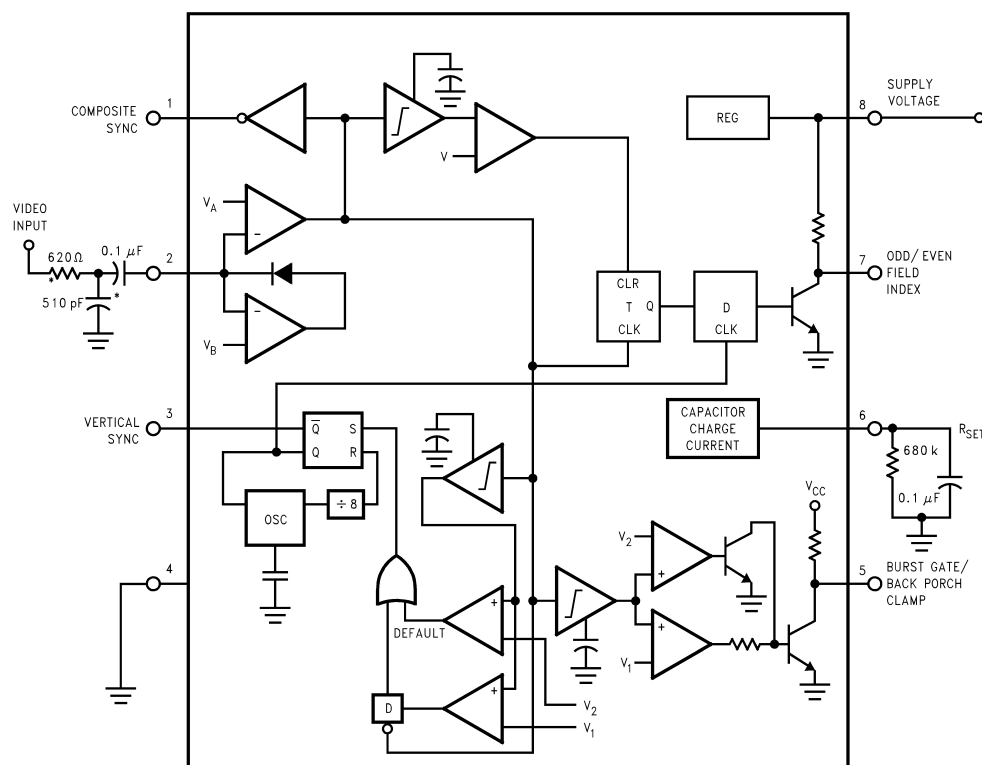 COMPOSITE
SYNC
1
V
REG
8
SUPPLY
VOLTAGE
VIDEO
INPUT
620Ω
*
0.1 μF
510 pF
*
2
V_A
−
−
V_B
CLR
T Q
CLK
D
CLK
7
ODD/EVEN
FIELD
INDEX
VERTICAL
SYNC
3
Q̅ S
Q R
OSC
÷ 8
CAPACITOR
CHARGE
CURRENT
6
R_SET
680 k
0.1 μF
V_CC
4
DEFAULT
+
V_2
+
+
V_1
5
BURST GATE/
BACK PORCH
CLAMP
D
+
V_2
V_1